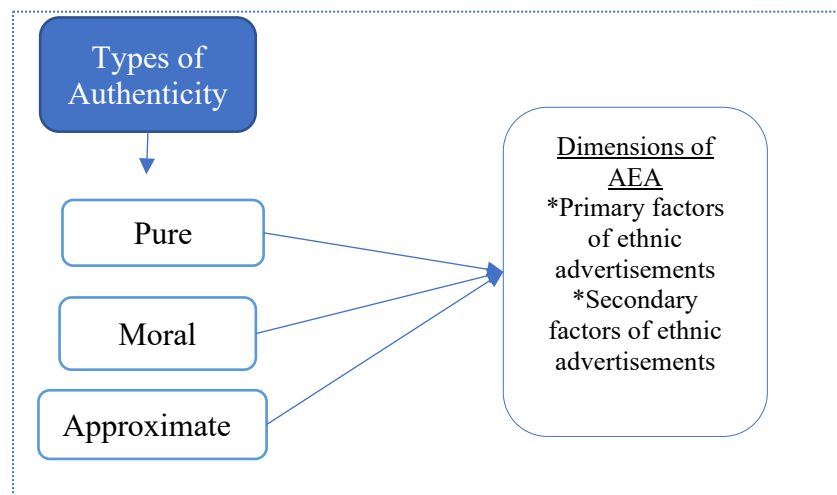 Types of
Authenticity
Pure
Moral
Approximate
Dimensions of
AEA
*Primary factors
of ethnic
advertisements
*Secondary
factors of ethnic
advertisements